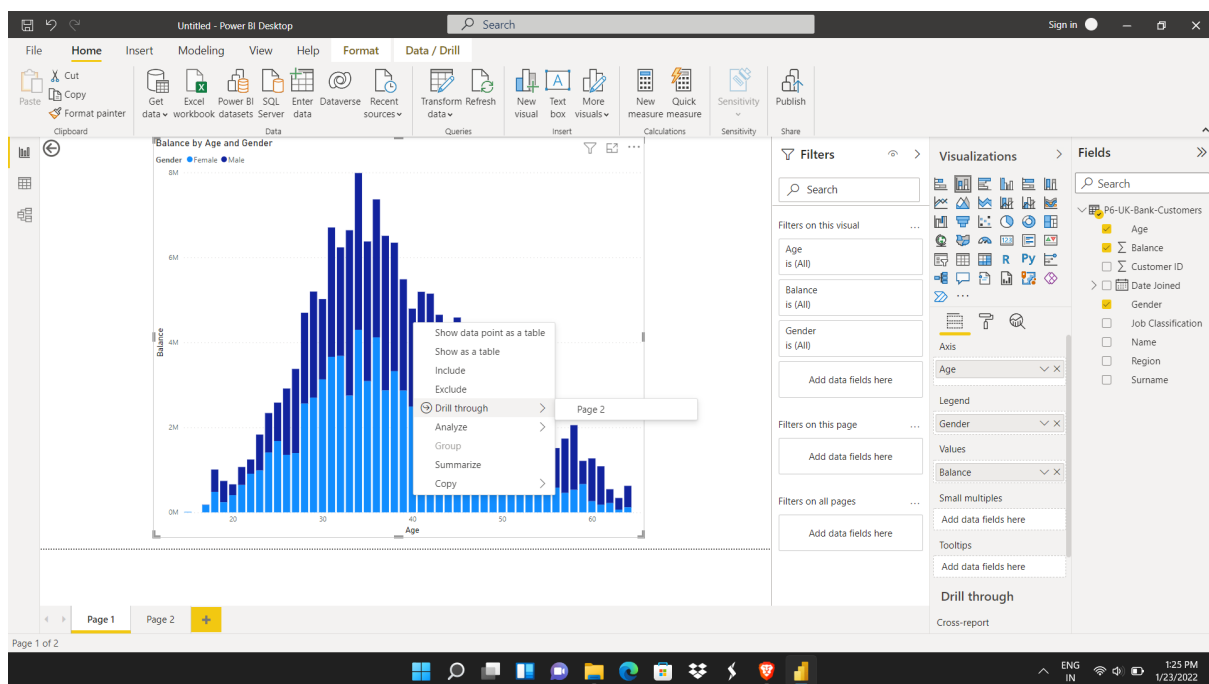 Untitled - Power BI Desktop
Search
Sign in
File Home Insert Modeling View Help Format Data / Drill
Paste
Cut
Copy
Format painter
Clipboard
Get data
Excel workbook
Power BI datasets
SQL Server
Enter data
Dataverse
Recent sources
Data
Transform data
Refresh
Queries
New visual
Text box
More visuals
Insert
New measure
Quick measure
Calculations
Sensitivity
Sensitivity
Publish
Share
Balance by Age and Gender
Gender Female Male
8M
6M
4M
2M
0M
Balance
20 30 40 50 60
Age
Show data point as a table
Show as a table
Include
Exclude
Drill through
Page 2
Analyze
Group
Summarize
Copy
Filters
Search
Filters on this visual ...
Age
is (All)
Balance
is (All)
Gender
is (All)
Add data fields here
Filters on this page ...
Add data fields here
Filters on all pages ...
Add data fields here
Visualizations
123
R Py
...
Axis
Age
Legend
Gender
Values
Balance
Small multiples
Add data fields here
Tooltips
Add data fields here
Drill through
Cross-report
Fields
Search
P6-UK-Bank-Customers
Age
∑ Balance
∑ Customer ID
Date Joined
Gender
Job Classification
Name
Region
Surname
Page 1 Page 2 +
Page 1 of 2
ENG
IN
1:25 PM
1/23/2022